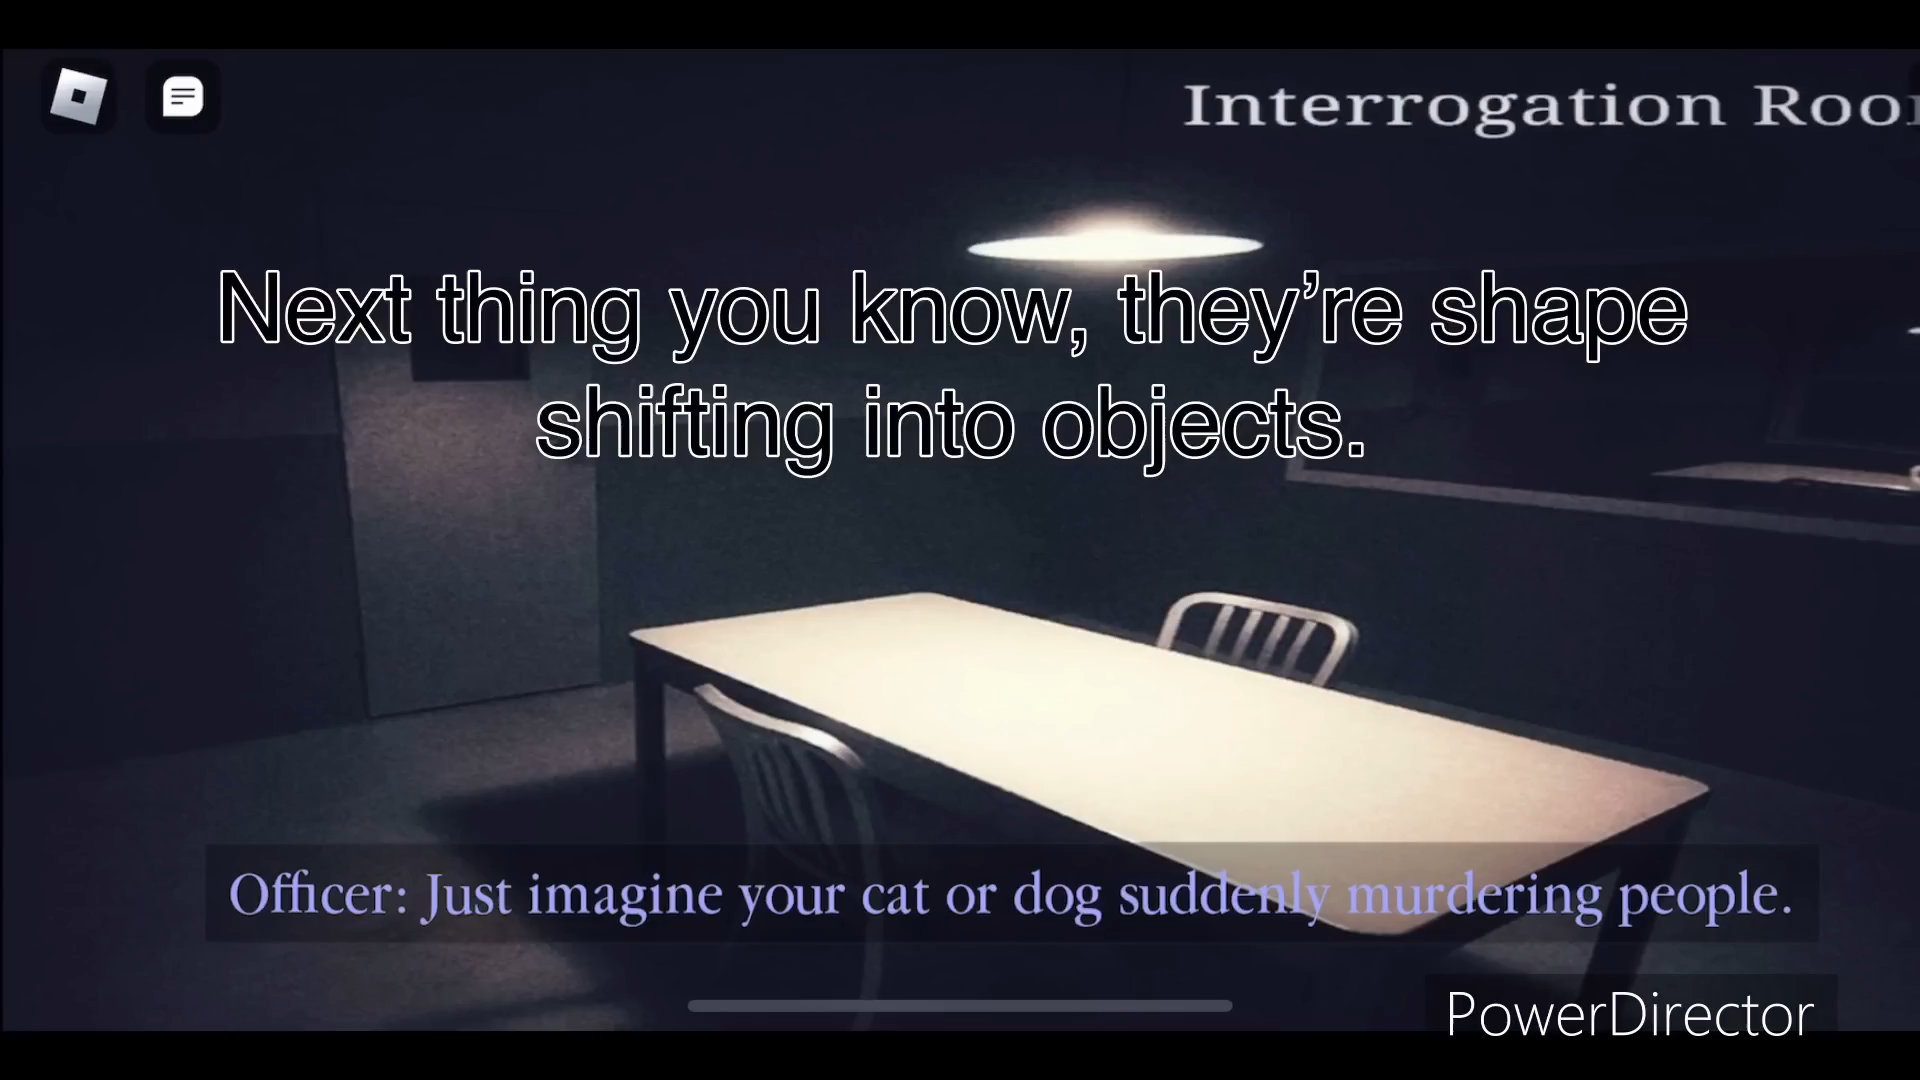 Interrogation Roo
Next thing you know, they’re shape
shifting into objects.
Officer: Just imagine your cat or dog suddenly murdering people.
PowerDirector